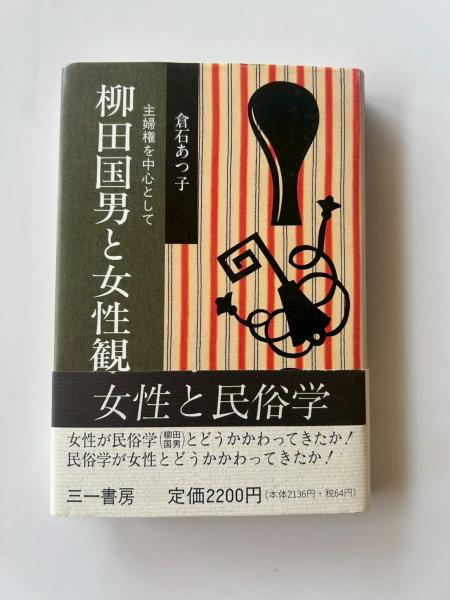 柳田国男と女性観
主婦権を中心として
倉石あつ子
女性と民俗学
女性が民俗学(柳田国男)とどうかかわってきたか!
民俗学が女性とどうかかわってきたか!
三一書房 定価2200円(本体2136円・税64円)